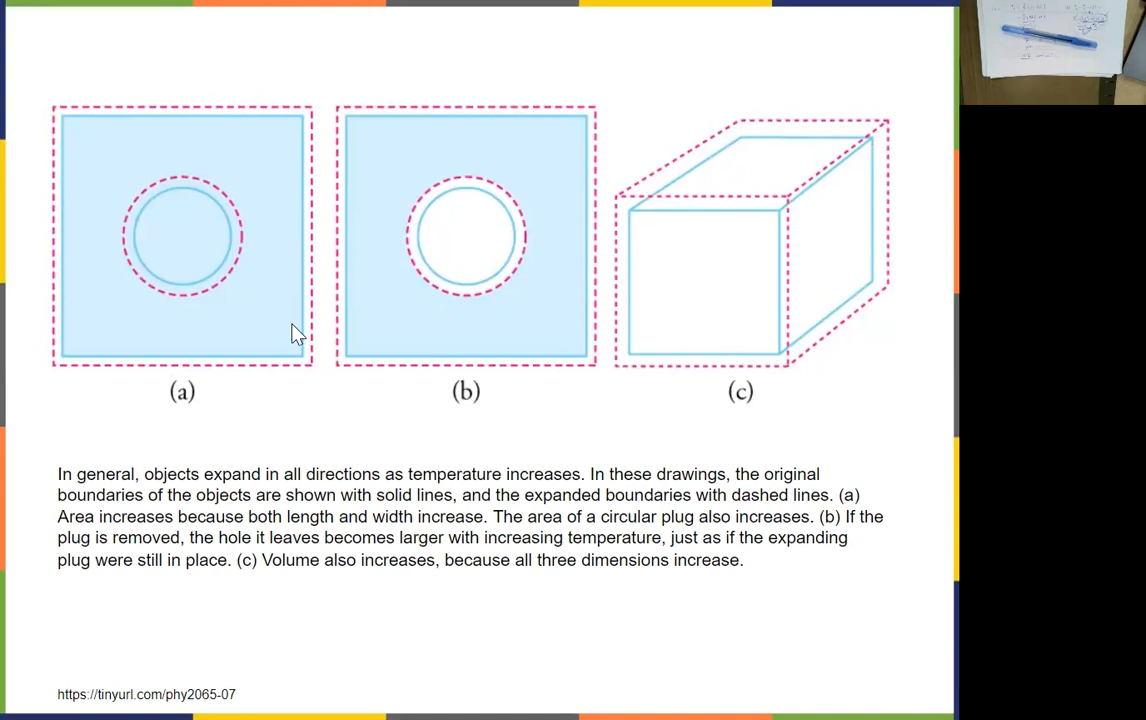 (a)
(b)
(c)
In general, objects expand in all directions as temperature increases. In these drawings, the original
boundaries of the objects are shown with solid lines, and the expanded boundaries with dashed lines. (a)
Area increases because both length and width increase. The area of a circular plug also increases. (b) If the
plug is removed, the hole it leaves becomes larger with increasing temperature, just as if the expanding
plug were still in place. (c) Volume also increases, because all three dimensions increase.
https://tinyurl.com/phy2065-07